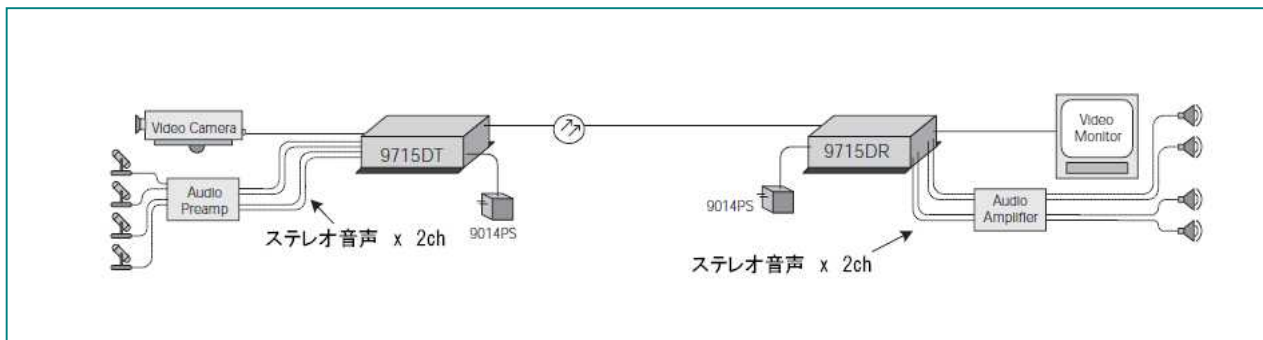 Video Camera
Audio
Preamp
9715DT
9014PS
ステレオ音声 x 2ch
9715DR
9014PS
ステレオ音声 x 2ch
Video
Monitor
Audio
Amplifier